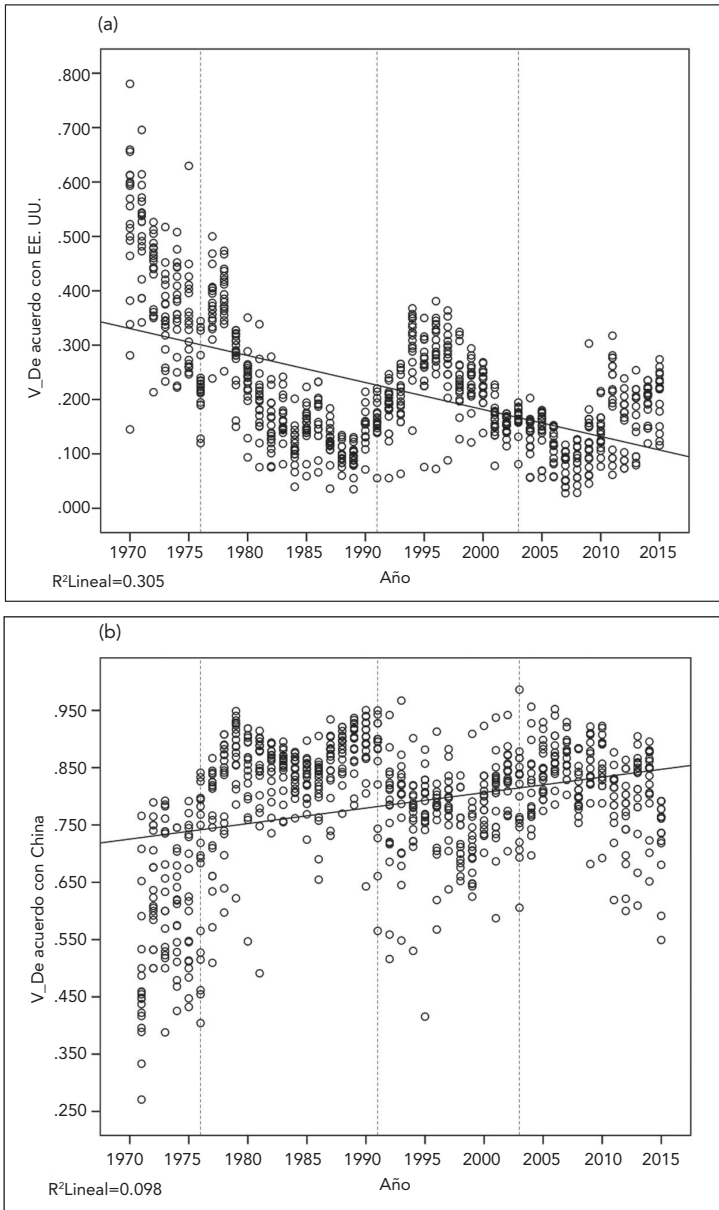 (a)
.800
.700
.600
.500
.400
.300
.200
.100
.000
V_De acuerdo con EE. UU.
1970 1975 1980 1985 1990 1995 2000 2005 2010 2015
Año
R²Lineal=0.305
(b)
.950
.850
.750
.650
.550
.450
.350
.250
V_De acuerdo con China
1970 1975 1980 1985 1990 1995 2000 2005 2010 2015
Año
R²Lineal=0.098